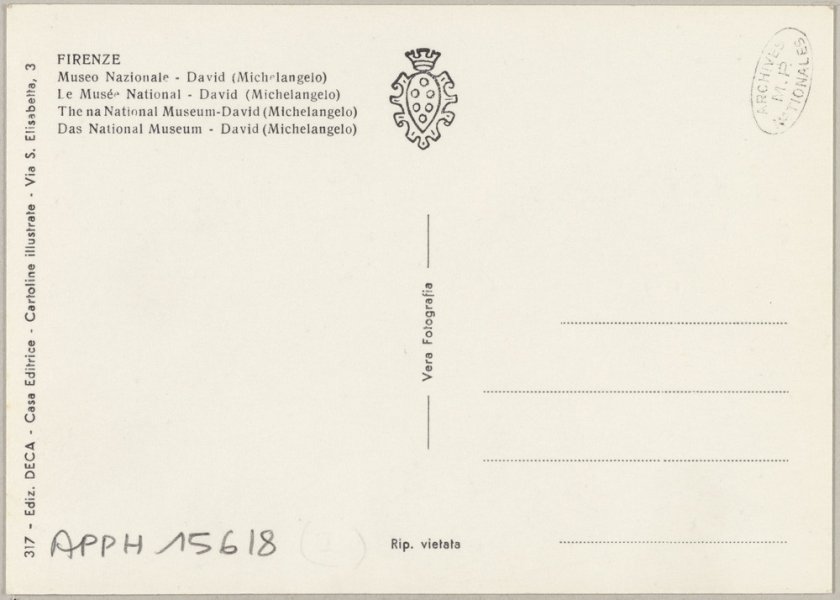 FIRENZE
Museo Nazionale - David (Michelangelo)
Le Musée National - David (Michelangelo)
The na National Museum-David (Michelangelo)
Das National Museum - David (Michelangelo)
ARCHIVES
M.P.
NATIONALES
317 - Ediz. DECA - Casa Editrice - Cartoline illustrate - Via S. Elisabetta, 3
Vera Fotografia
APPH 15618
Rip. vietata